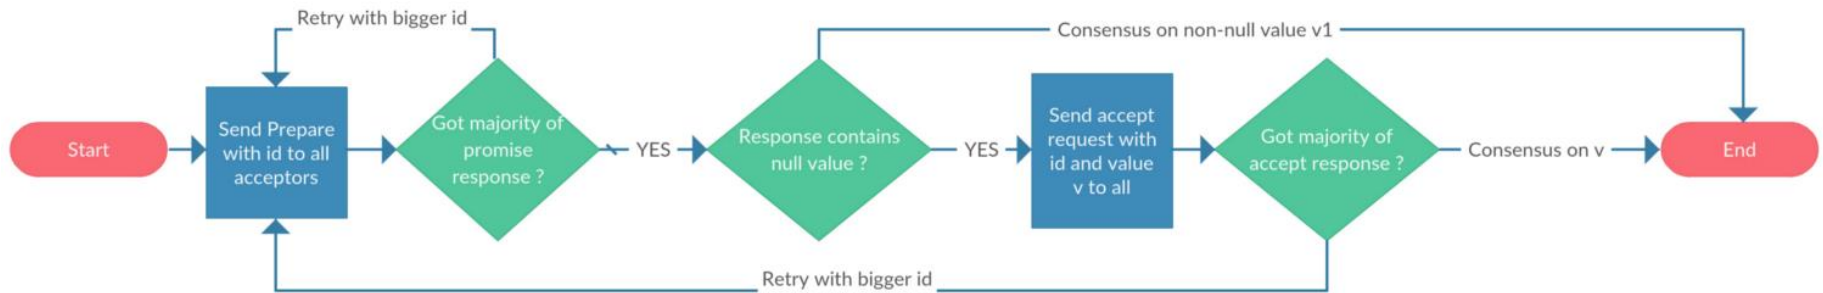 Retry with bigger id
Consensus on non-null value v1
Start
Send Prepare
with id to all
acceptors
Got majority of
promise
response ?
YES
Response contains
null value ?
YES
Send accept
request with
id and value
v to all
Got majority of
accept response ?
Consensus on v
End
Retry with bigger id